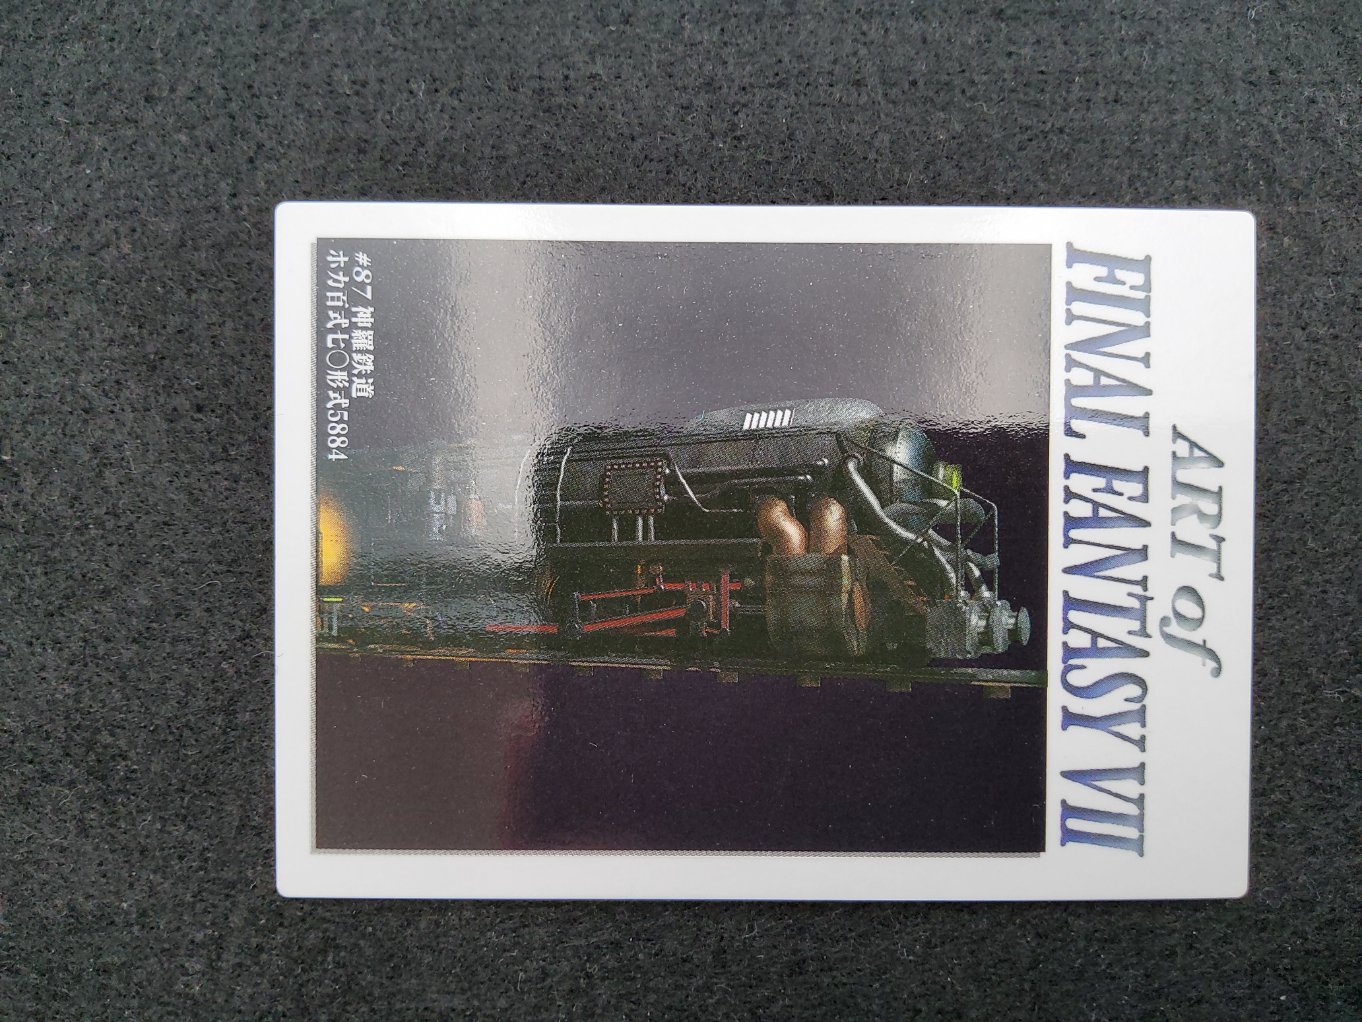 ART of
FINAL FANTASY VII
#87 神羅鉄道
ホカ百式七〇形式5884